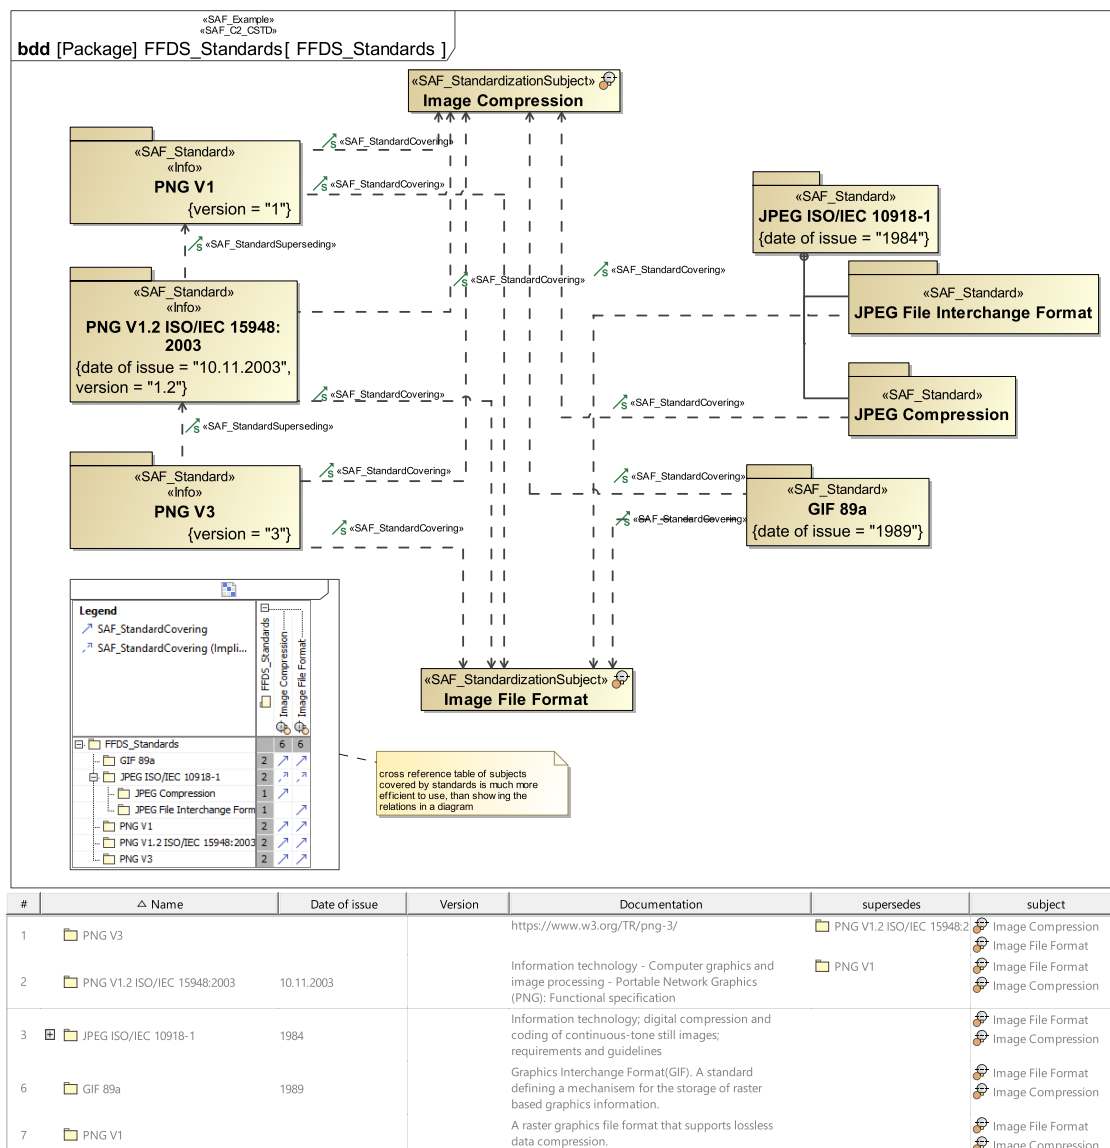 «SAF_Example»
«SAF_C2_CSTD»
bdd [Package] FFDS_Standards[ FFDS_Standards ]
«SAF_StandardizationSubject»
Image Compression
«SAF_StandardCovering»
«SAF_Standard»
«Info»
PNG V1
{version = "1"}
«SAF_StandardCovering»
«SAF_Standard»
JPEG ISO/IEC 10918-1
{date of issue = "1984"}
«SAF_StandardSuperseding»
«SAF_StandardCovering»
«SAF_StandardCovering»
«SAF_Standard»
JPEG File Interchange Format
«SAF_Standard»
«Info»
PNG V1.2 ISO/IEC 15948:
2003
{date of issue = "10.11.2003",
version = "1.2"}
«SAF_StandardCovering»
«SAF_StandardCovering»
«SAF_Standard»
JPEG Compression
«SAF_StandardSuperseding»
«SAF_Standard»
«Info»
PNG V3
{version = "3"}
«SAF_StandardCovering»
«SAF_StandardCovering»
«SAF_StandardCovering»
«SAF_StandardCovering»
«SAF_Standard»
GIF 89a
{date of issue = "1989"}
«SAF_StandardizationSubject»
Image File Format
Legend
SAF_StandardCovering
SAF_StandardCovering (Impli...
FFDS_Standards
Image Compression
Image File Format
FFDS_Standards 6 6
GIF 89a 2
JPEG ISO/IEC 10918-1 2
JPEG Compression 1
JPEG File Interchange Form 1
PNG V1 2
PNG V1.2 ISO/IEC 15948:2003 2
PNG V3 2
cross reference table of subjects
covered by standards is much more
efficient to use, than showing the
relations in a diagram
# Name Date of issue Version Documentation supersedes subject
1 PNG V3 https://www.w3.org/TR/png-3/ PNG V1.2 ISO/IEC 15948:2 Image Compression
Image File Format
2 PNG V1.2 ISO/IEC 15948:2003 10.11.2003 Information technology - Computer graphics and PNG V1 Image File Format
image processing - Portable Network Graphics Image Compression
(PNG): Functional specification
3 JPEG ISO/IEC 10918-1 1984 Information technology; digital compression and Image File Format
coding of continuous-tone still images; Image Compression
requirements and guidelines
6 GIF 89a 1989 Graphics Interchange Format(GIF). A standard Image File Format
defining a mechanisem for the storage of raster Image Compression
based graphics information.
7 PNG V1 A raster graphics file format that supports lossless Image File Format
data compression. Image Compression